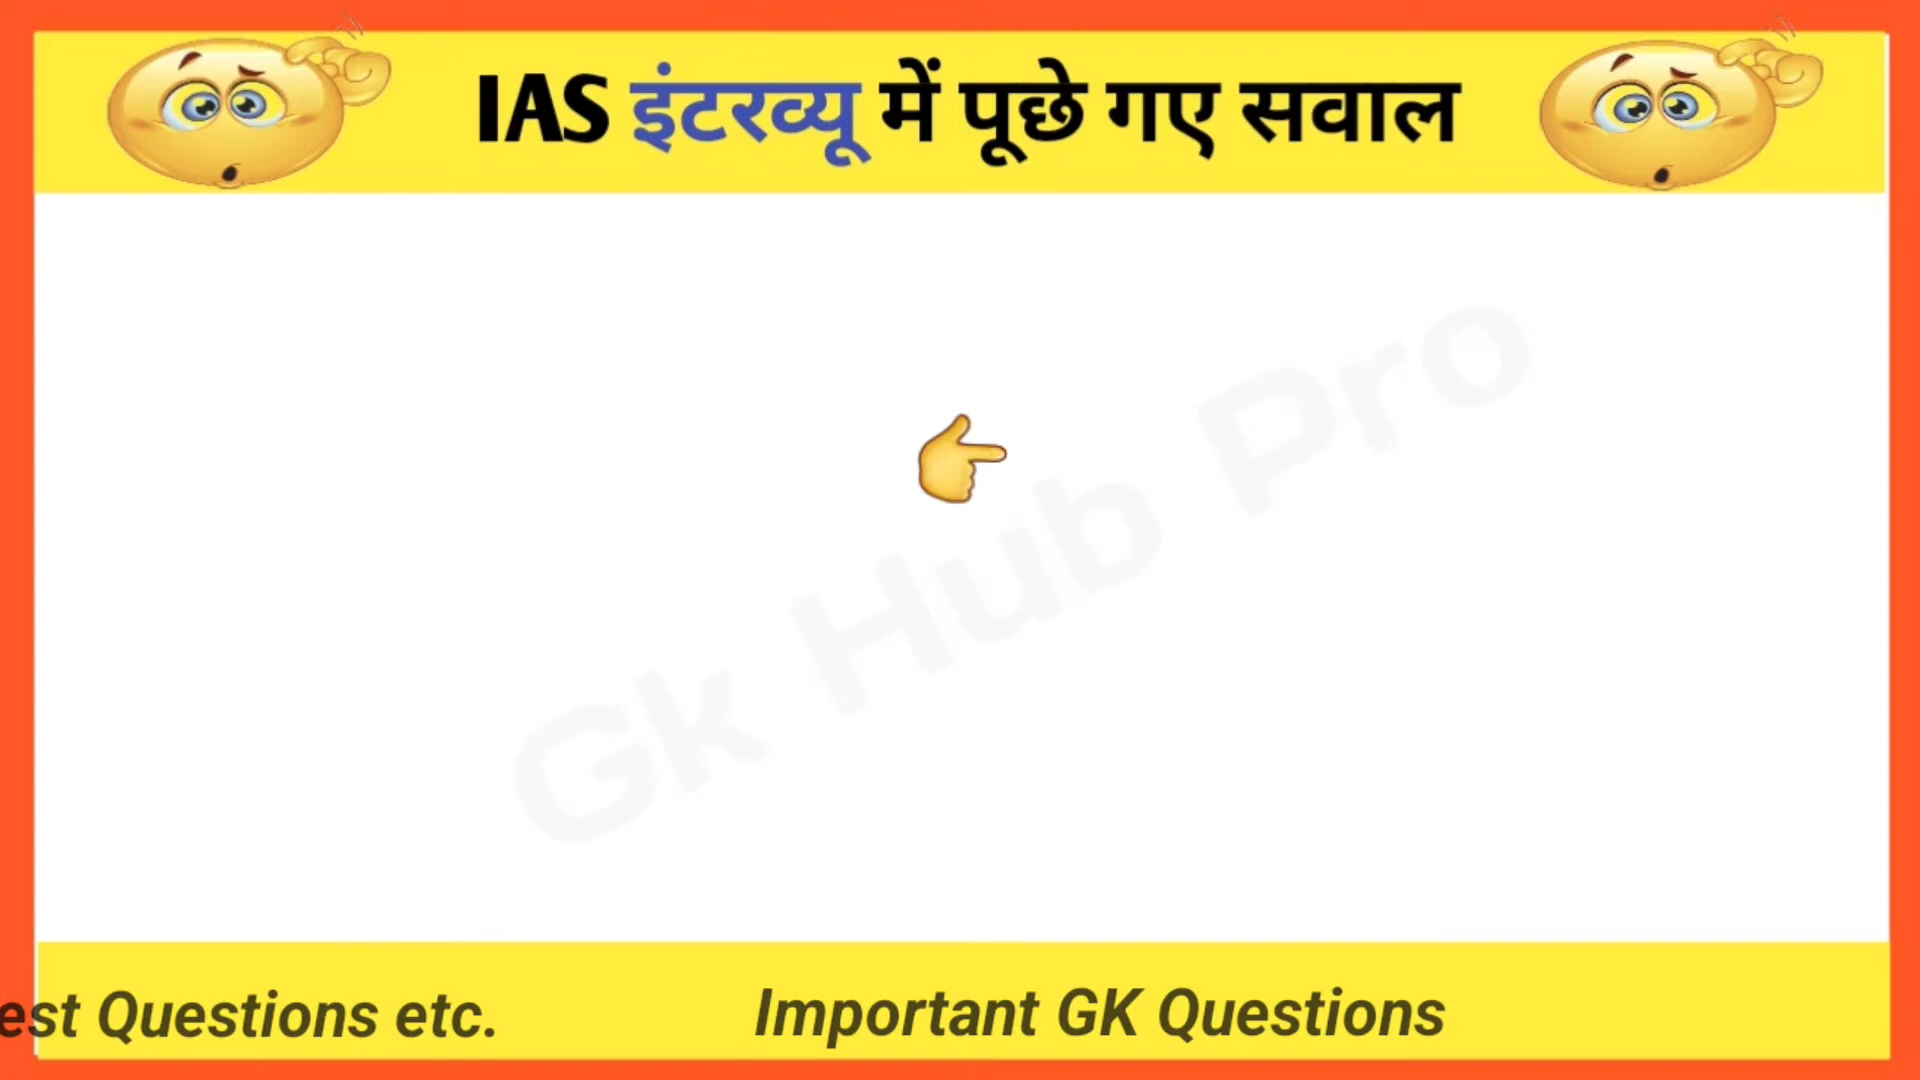 IAS इंटरव्यू में पूछे गए सवाल
Gk Hub Pro
est Questions etc.
Important GK Questions